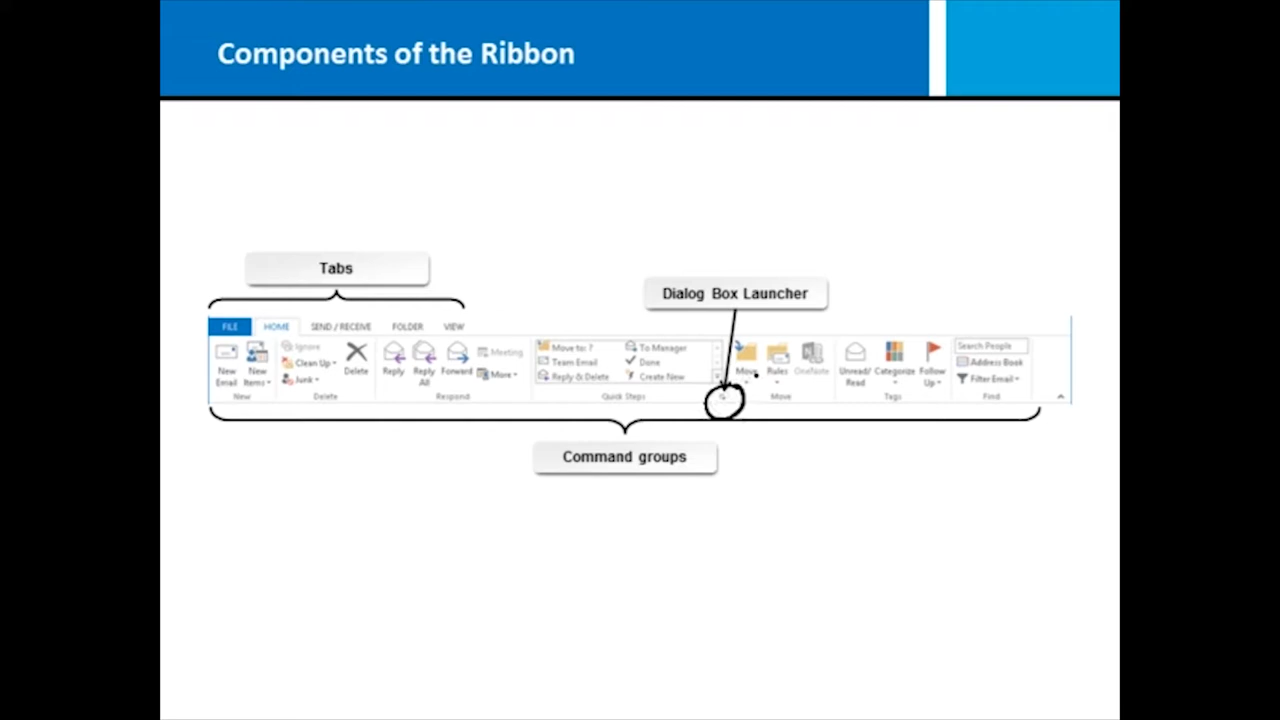 Components of the Ribbon
Tabs
Dialog Box Launcher
FILE HOME SEND / RECEIVE FOLDER VIEW
New Email
New Items
New
Ignore
Clean Up
Junk
Delete
Delete
Reply
Reply All
Forward
Meeting
More
Respond
Move to: ?
Team Email
Reply & Delete
To Manager
Done
Create New
Quick Steps
Move
Rules
OneNote
Move
Unread/ Read
Categorize
Follow Up
Tags
Search People
Address Book
Filter Email
Find
Command groups